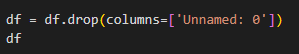 df = df.drop(columns=['Unnamed: 0'])
df